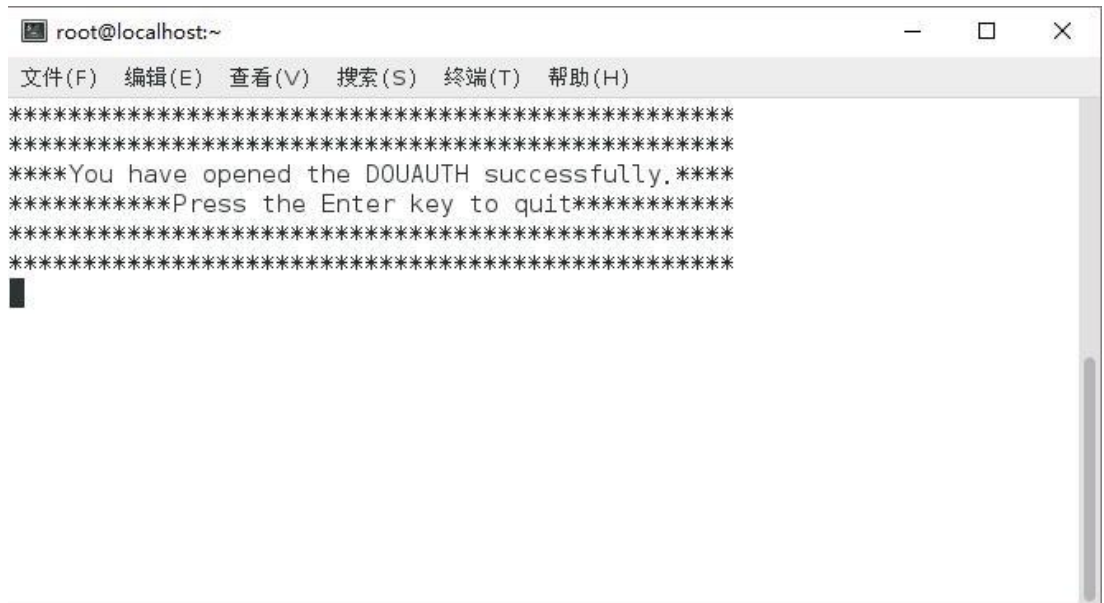 root@localhost:~
文件(F) 编辑(E) 查看(V) 搜索(S) 终端(T) 帮助(H)
************************************************
************************************************
****You have opened the DOUAUTH successfully.****
***********Press the Enter key to quit***********
************************************************
************************************************